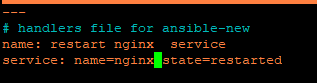 ---
# handlers file for ansible-new
name: restart nginx  service
service: name=nginx state=restarted